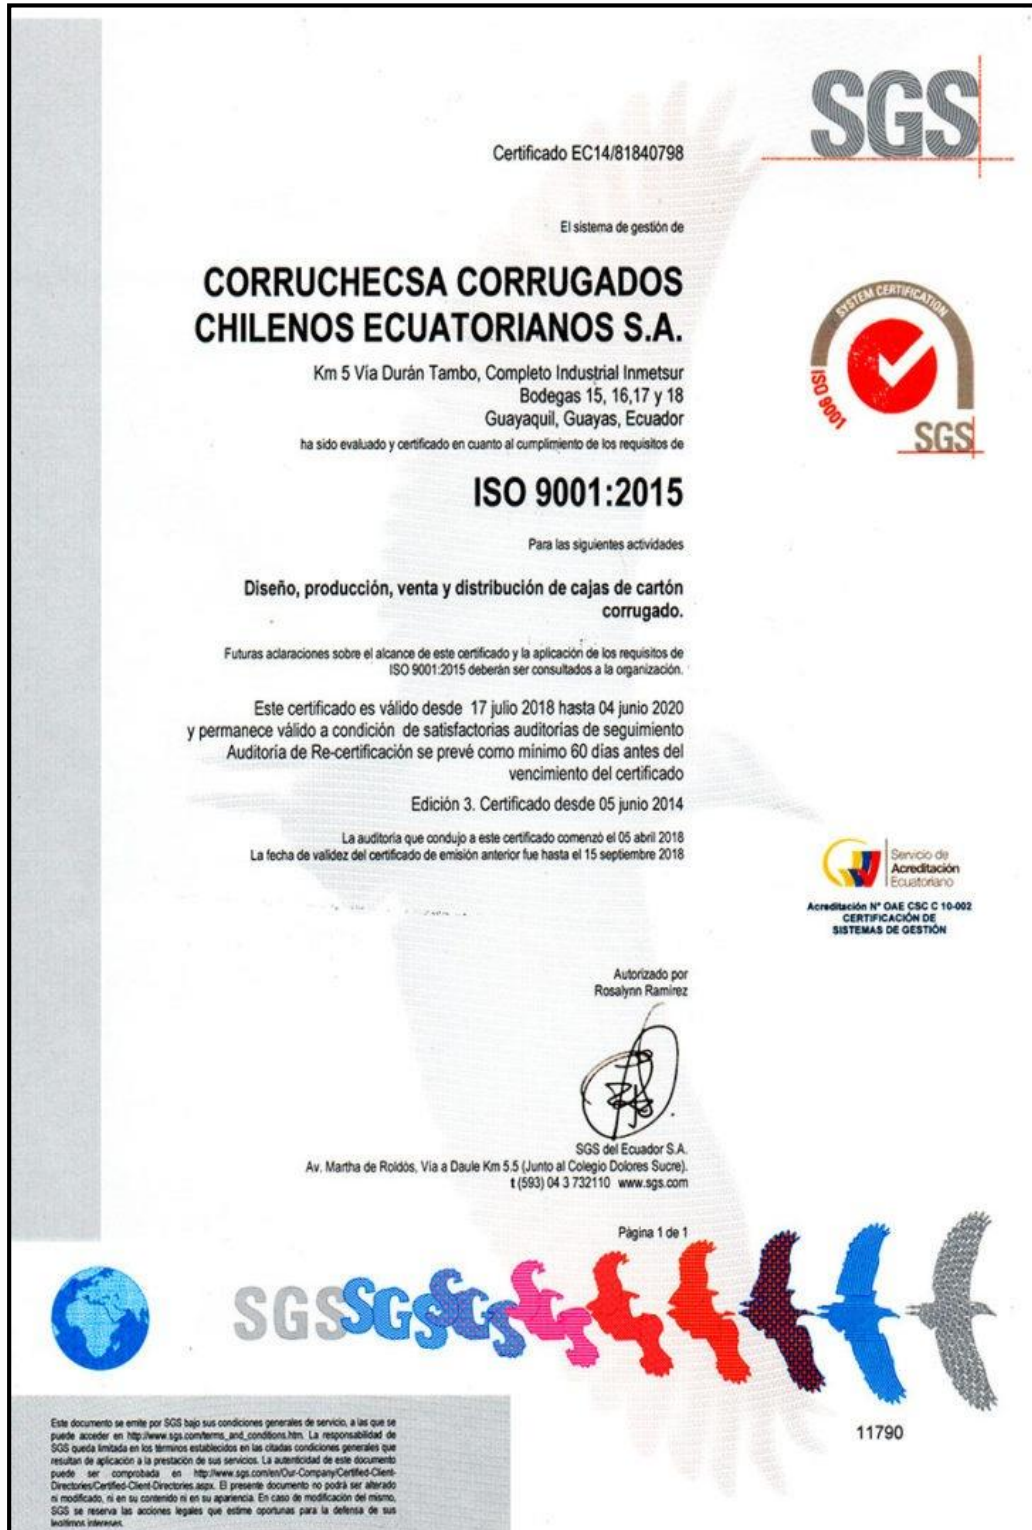 SGS
Certificado EC14/81840798
El sistema de gestión de
CORRUCHECSA CORRUGADOS
CHILENOS ECUATORIANOS S.A.
Km 5 Vía Durán Tambo, Completo Industrial Inmetsur
Bodegas 15, 16,17 y 18
Guayaquil, Guayas, Ecuador
ha sido evaluado y certificado en cuanto al cumplimiento de los requisitos de
SYSTEM CERTIFICATION
ISO 9001
SGS
ISO 9001:2015
Para las siguientes actividades
Diseño, producción, venta y distribución de cajas de cartón
corrugado.
Futuras aclaraciones sobre el alcance de este certificado y la aplicación de los requisitos de
ISO 9001:2015 deberán ser consultados a la organización.
Este certificado es válido desde 17 julio 2018 hasta 04 junio 2020
y permanece válido a condición de satisfactorias auditorias de seguimiento
Auditoría de Re-certificación se prevé como mínimo 60 días antes del
vencimiento del certificado
Edición 3. Certificado desde 05 junio 2014
La auditoría que condujo a este certificado comenzó el 05 abril 2018
La fecha de validez del certificado de emisión anterior fue hasta el 15 septiembre 2018
Servicio de
Acreditación
Ecuatoriano
Acreditación N° OAE CSC C 10-002
CERTIFICACIÓN DE
SISTEMAS DE GESTIÓN
Autorizado por
Rosalynn Ramírez
SGS del Ecuador S.A.
Av. Martha de Roldós, Vía a Daule Km 5.5 (Junto al Colegio Dolores Sucre).
t (593) 04 3 732110 www.sgs.com
Página 1 de 1
SGSSGSSGS
11790
Este documento se emite por SGS bajo sus condiciones generales de servicio, a las que se
puede acceder en http://www.sgs.com/terms_and_conditions.htm. La responsabilidad de
SGS queda limitada en los términos establecidos en las citadas condiciones generales que
resultan de aplicación a la prestación de sus servicios. La autenticidad de este documento
puede ser comprobada en http://www.sgs.com/en/Our-Company/Certified-Client-
Directories/Certified-Client-Directories.aspx. El presente documento no podrá ser alterado
ni modificado, ni en su contenido ni en su apariencia. En caso de modificación del mismo,
SGS se reserva las acciones legales que estime oportunas para la defensa de sus
legítimos intereses.